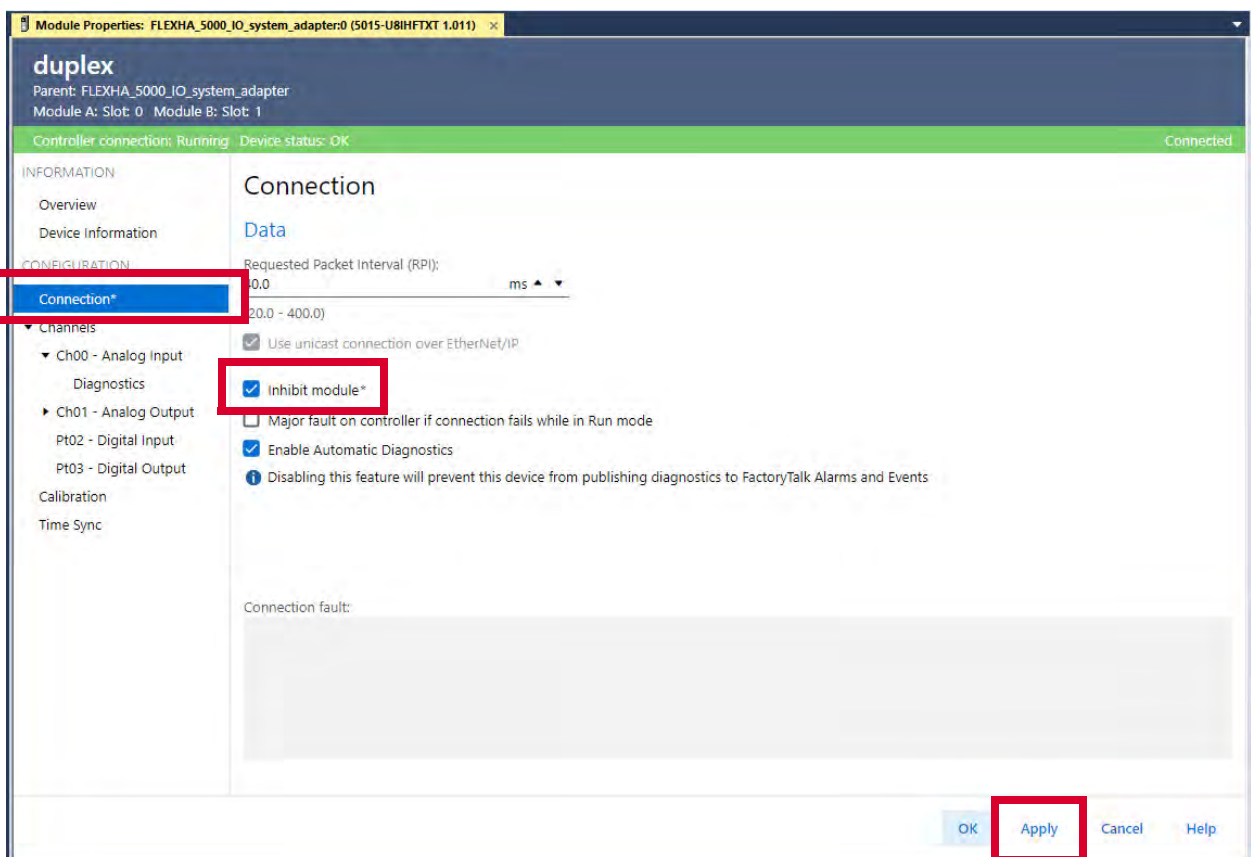 Module Properties: FLEXHA_5000_IO_system_adapter:0 (5015-U8IHFTXT 1.011) ×
duplex
Parent: FLEXHA_5000_IO_system_adapter
Module A: Slot: 0 Module B: Slot: 1
Controller connection: Running Device status: OK Connected
INFORMATION
Overview
Device Information
CONFIGURATION
Connection*
Channels
Ch00 - Analog Input
Diagnostics
Ch01 - Analog Output
Pt02 - Digital Input
Pt03 - Digital Output
Calibration
Time Sync
Connection
Data
Requested Packet Interval (RPI):
0.0 ms
20.0 - 400.0)
Use unicast connection over EtherNet/IP
Inhibit module*
Major fault on controller if connection fails while in Run mode
Enable Automatic Diagnostics
Disabling this feature will prevent this device from publishing diagnostics to FactoryTalk Alarms and Events
Connection fault:
OK Apply Cancel Help